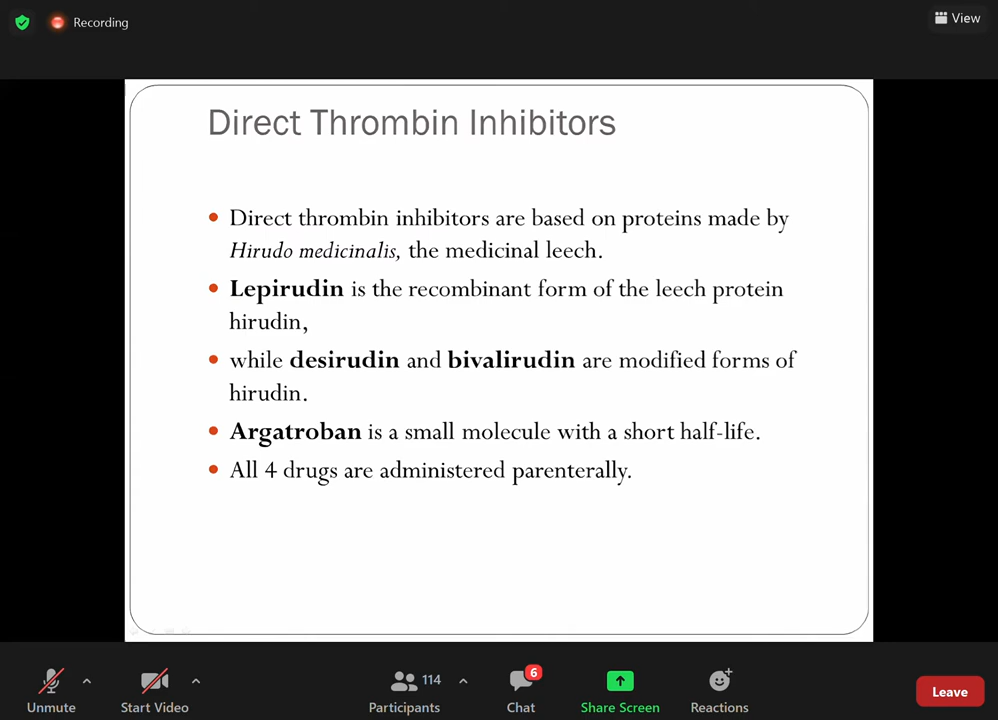 Recording
View
Direct Thrombin Inhibitors
• Direct thrombin inhibitors are based on proteins made by
Hirudo medicinalis, the medicinal leech.
• Lepirudin is the recombinant form of the leech protein
hirudin,
• while desirudin and bivalirudin are modified forms of
hirudin.
• Argatroban is a small molecule with a short half-life.
• All 4 drugs are administered parenterally.
Unmute
Start Video
114
Participants
6
Chat
Share Screen
Reactions
Leave